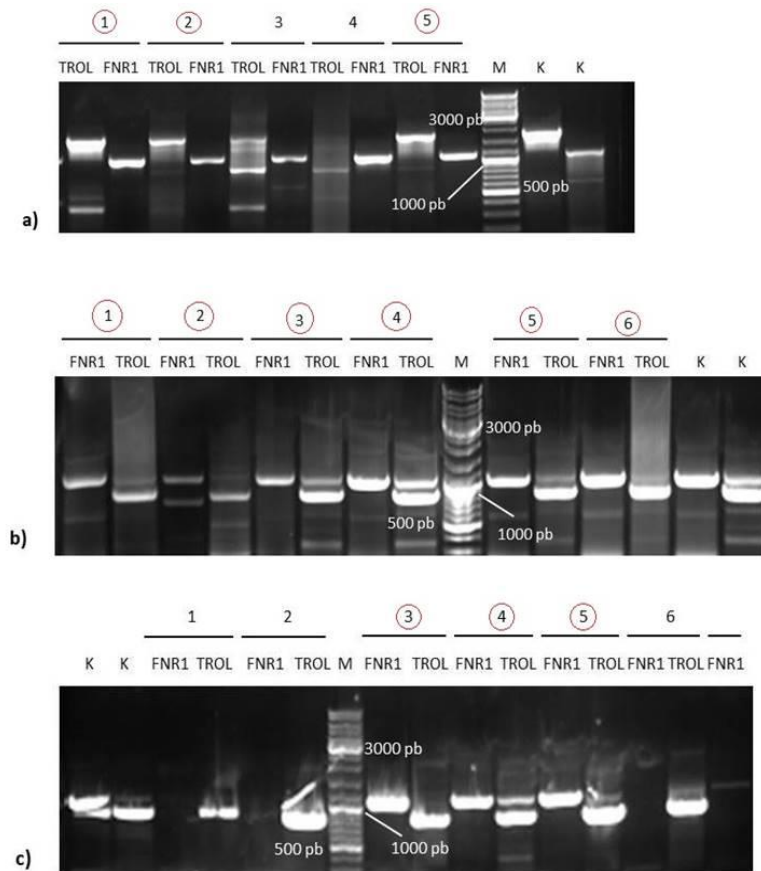 1 2 3 4 5
TROL FNR1 TROL FNR1 TROL FNR1 TROL FNR1 TROL FNR1 M K K
3000 pb
500 pb
1000 pb
a)
1 2 3 4 5 6
FNR1 TROL FNR1 TROL FNR1 TROL FNR1 TROL M FNR1 TROL FNR1 TROL K K
3000 pb
500 pb
1000 pb
b)
1 2 3 4 5 6
K K FNR1 TROL FNR1 TROL M FNR1 TROL FNR1 TROL FNR1 TROL FNR1 TROL FNR1
3000 pb
500 pb
1000 pb
c)